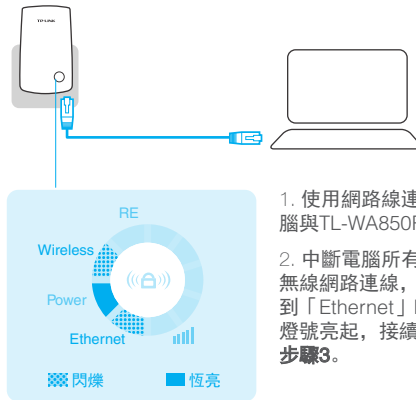 TP-LINK
RE
Wireless
Power
Ethernet
閃爍
恆亮
1. 使用網路線連
腦與TL-WA850R
2. 中斷電腦所有
無線網路連線，
到「Ethernet」L
燈號亮起，接續
步驟3。